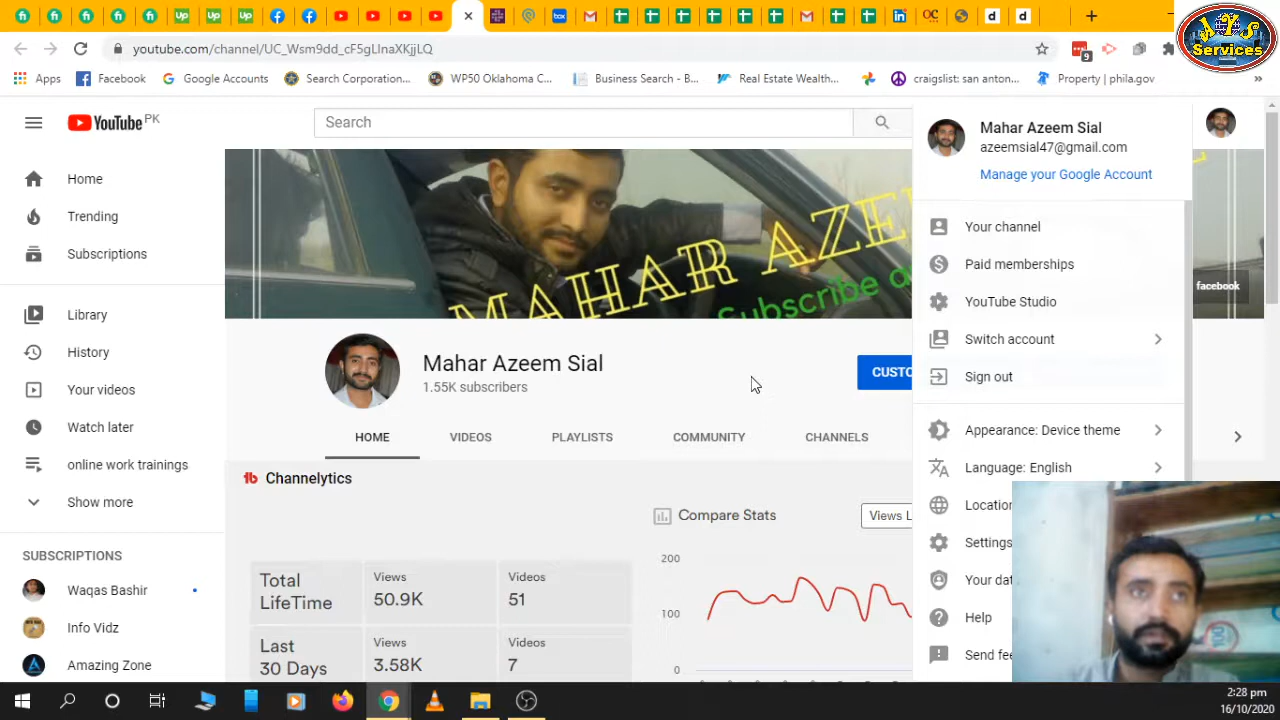 youtube.com/channel/UC_Wsm9dd_cF5gLInaXKjjLQ
9
AYS
Services
Apps
Facebook
Google Accounts
Search Corporation...
WP50 Oklahoma C...
Business Search - B...
Real Estate Wealth...
craigslist: san anton...
Property | phila.gov
YouTube PK
Search
Mahar Azeem Sial
azeemsial47@gmail.com
Manage your Google Account
Home
Trending
Subscriptions
Library
History
Your videos
Watch later
online work trainings
Show more
SUBSCRIPTIONS
Waqas Bashir
Info Vidz
Amazing Zone
MAHAR AZE
Subscribe a
facebook
Mahar Azeem Sial
1.55K subscribers
CUSTO
HOME
VIDEOS
PLAYLISTS
COMMUNITY
CHANNELS
Channelytics
Compare Stats
Views L
Total LifeTime
Views
50.9K
Videos
51
Last 30 Days
Views
3.58K
Videos
7
200
100
0
Your channel
Paid memberships
YouTube Studio
Switch account
Sign out
Appearance: Device theme
Language: English
Location
Settings
Your dat
Help
Send fee
2:28 pm
16/10/2020